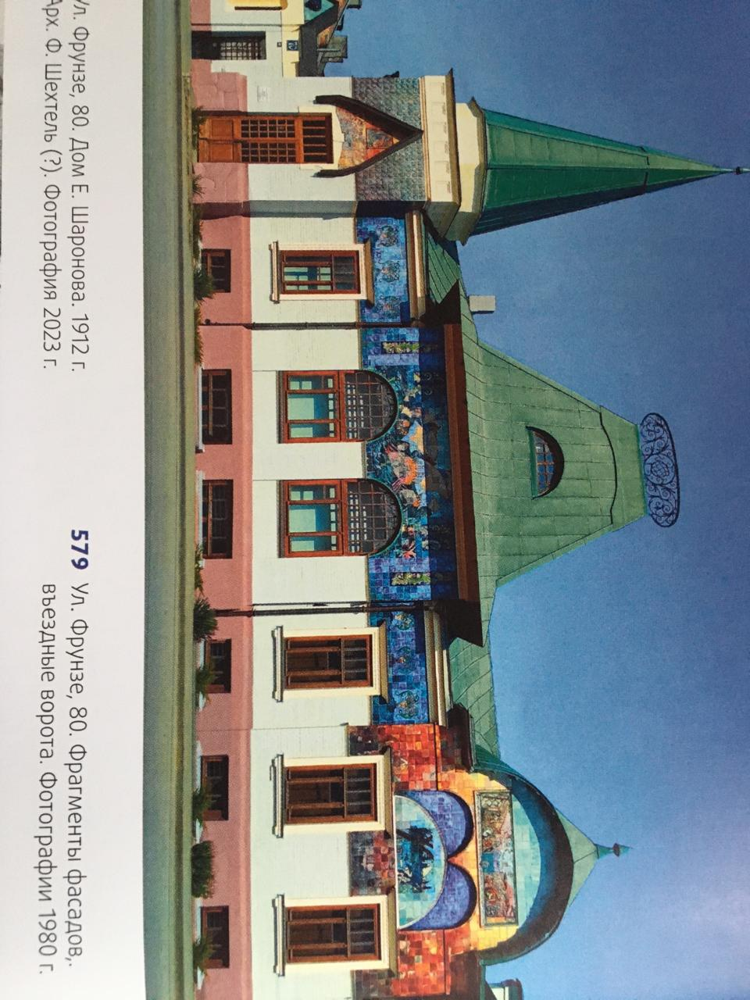 Ул. Фрунзе, 80. Дом Е. Шаронова. 1912 г.
Арх. Ф. Шехтель (?). Фотография 2023 г.
579 Ул. Фрунзе, 80. Фрагменты фасадов,.
Въездные ворота. Фотографии 1980 г.